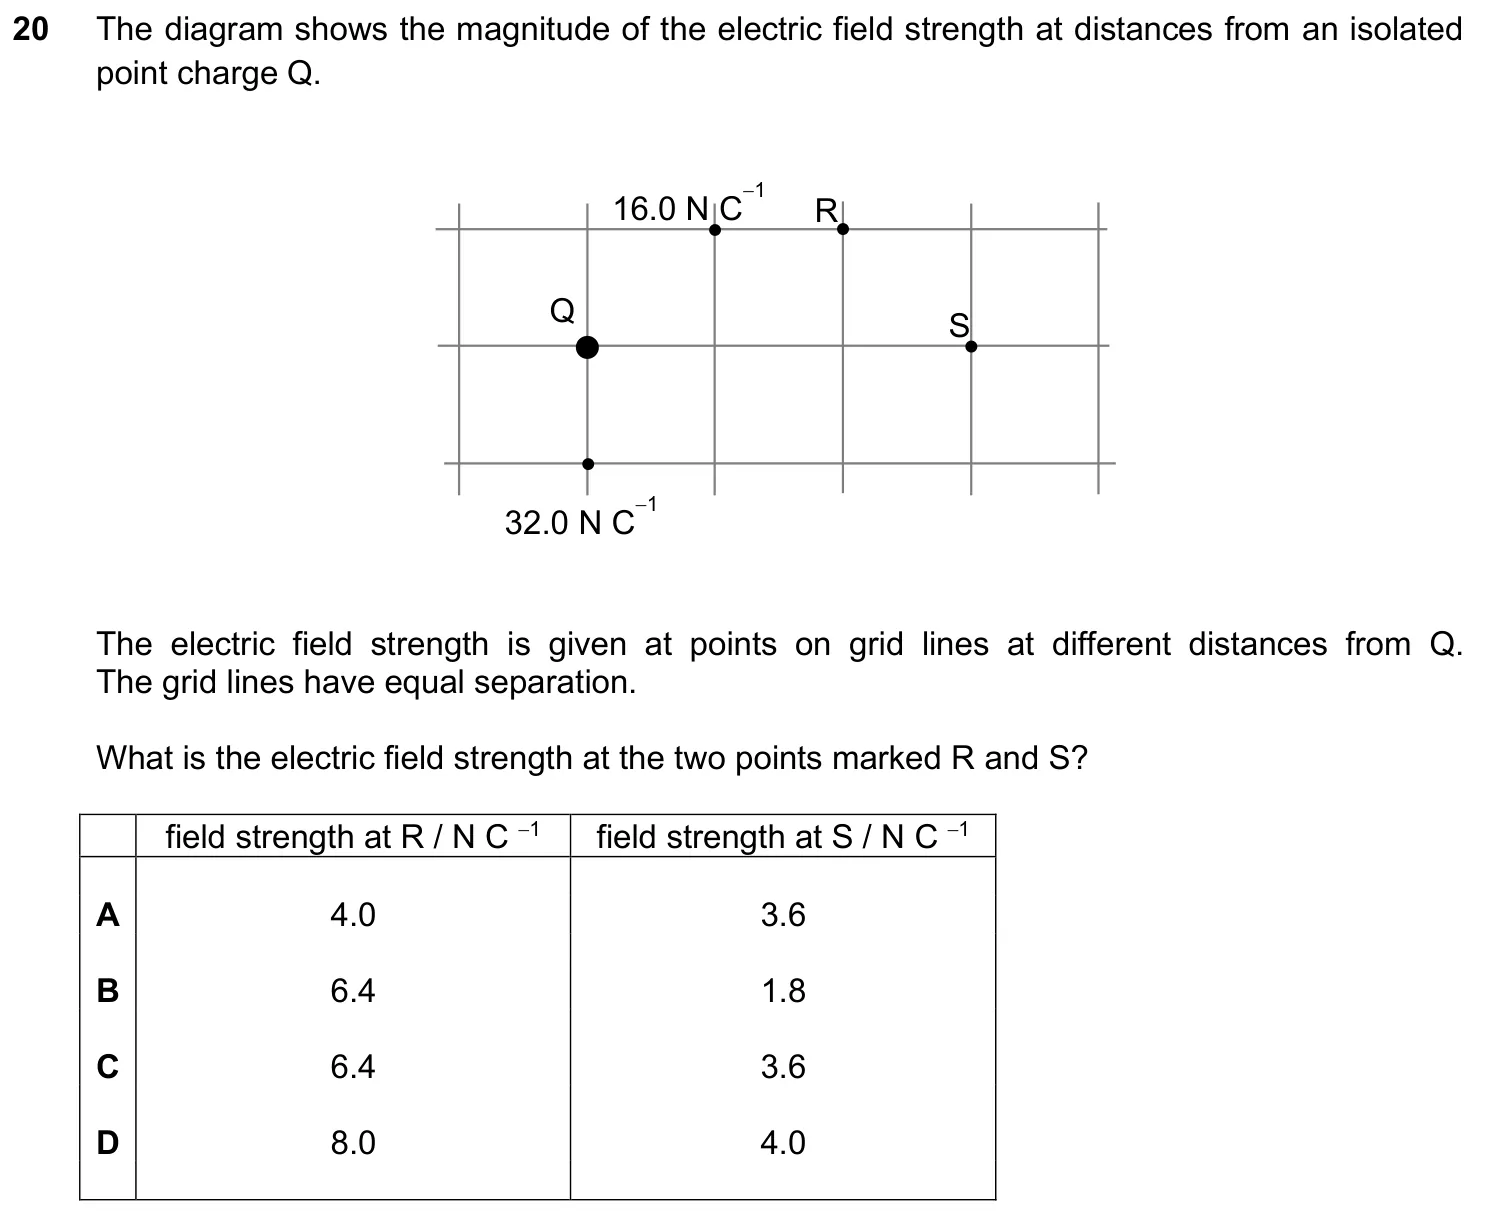 20 The diagram shows the magnitude of the electric field strength at distances from an isolated
point charge Q.
16.0 N C⁻¹ R
Q
S
32.0 N C⁻¹
The electric field strength is given at points on grid lines at different distances from Q.
The grid lines have equal separation.
What is the electric field strength at the two points marked R and S?
field strength at R / N C ⁻¹ field strength at S / N C ⁻¹
A 4.0 3.6
B 6.4 1.8
C 6.4 3.6
D 8.0 4.0